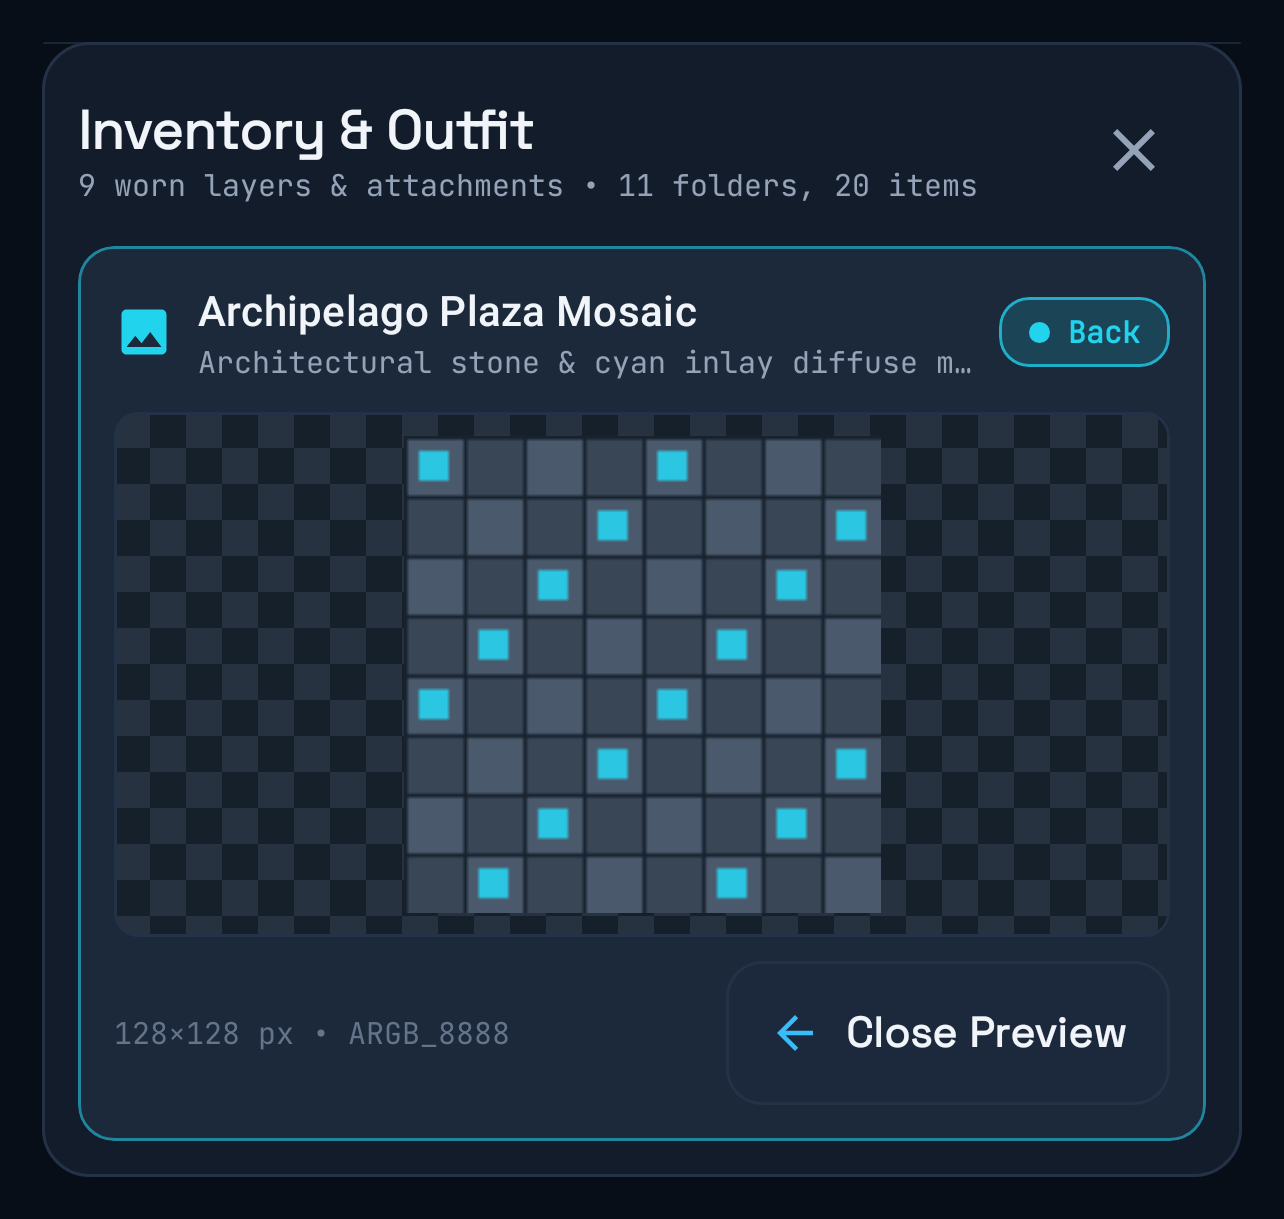 Inventory & Outfit
9 worn layers & attachments • 11 folders, 20 items
Archipelago Plaza Mosaic
Architectural stone & cyan inlay diffuse m…
Back
128×128 px • ARGB_8888
Close Preview